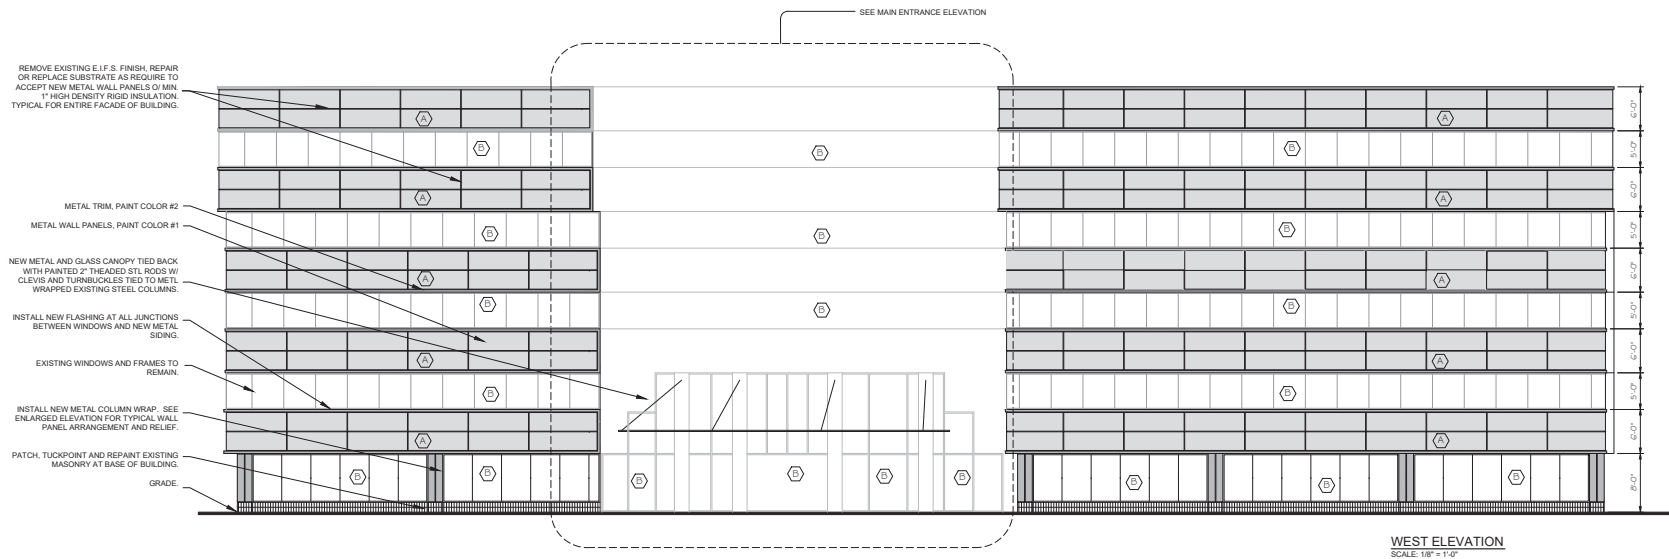 SEE MAIN ENTRANCE ELEVATION
REMOVE EXISTING E.I.F.S. FINISH, REPAIR
OR REPLACE SUBSTRATE AS REQUIRE TO
ACCEPT NEW METAL WALL PANELS O/ MIN.
1" HIGH DENSITY RIGID INSULATION.
TYPICAL FOR ENTIRE FACADE OF BUILDING.
METAL TRIM, PAINT COLOR #2
METAL WALL PANELS, PAINT COLOR #1
NEW METAL AND GLASS CANOPY TIED BACK
WITH PAINTED 2" THEADED STL RODS W/
CLEVIS AND TURNBUCKLES TIED TO METL
WRAPPED EXISTING STEEL COLUMNS.
INSTALL NEW FLASHING AT ALL JUNCTIONS
BETWEEN WINDOWS AND NEW METAL
SIDING.
EXISTING WINDOWS AND FRAMES TO
REMAIN.
INSTALL NEW METAL COLUMN WRAP. SEE
ENLARGED ELEVATION FOR TYPICAL WALL
PANEL ARRANGEMENT AND RELIEF.
PATCH, TUCKPOINT AND REPAINT EXISTING
MASONRY AT BASE OF BUILDING.
GRADE.
A
A
B
B
B
A
A
B
B
B
A
A
B
B
B
A
A
B
B
A
A
B
B
B
B
B
B
B
B
B
6'-0"
5'-0"
6'-0"
5'-0"
6'-0"
5'-0"
6'-0"
5'-0"
6'-0"
8'-0"
WEST ELEVATION
SCALE: 1/8" = 1'-0"